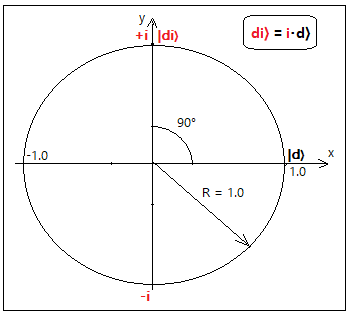 y
+i |di⟩
di⟩ = i·d⟩
90°
-1.0
|d⟩
x
1.0
R = 1.0
-i